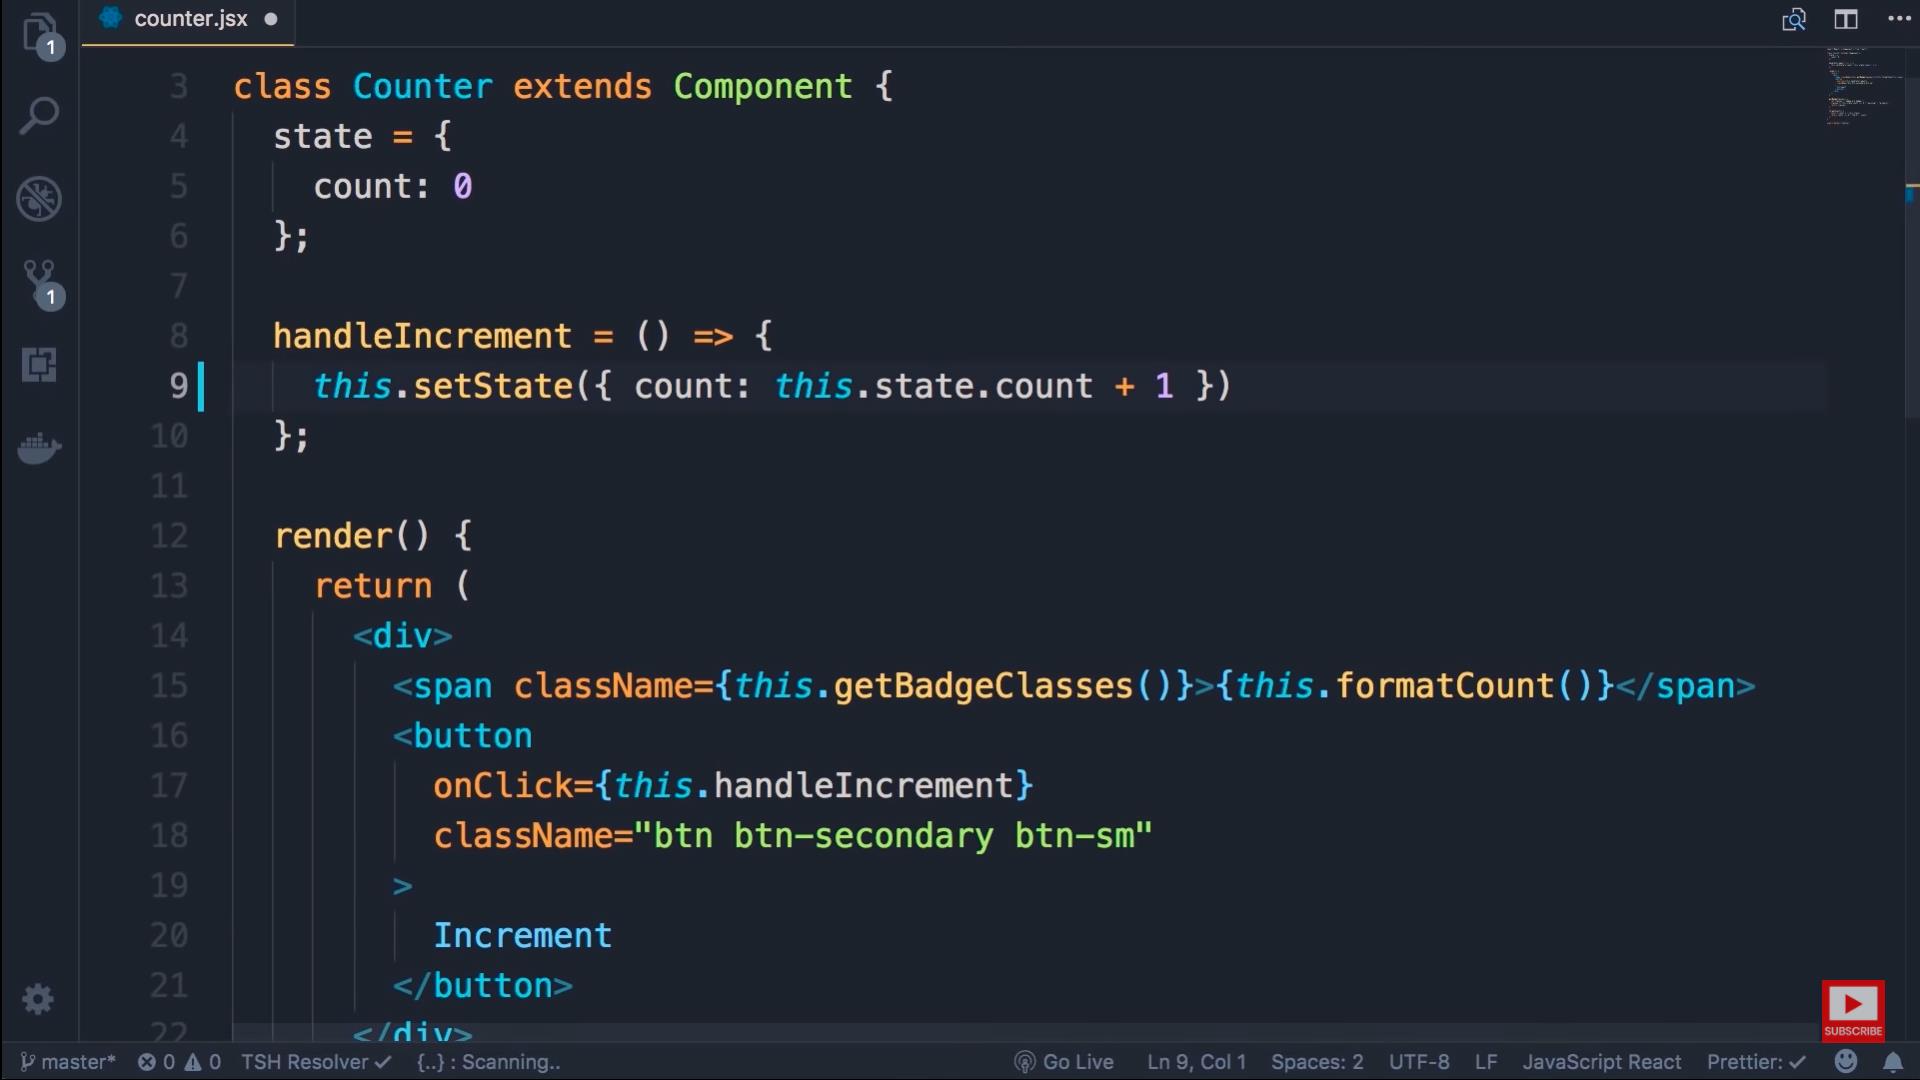 1
counter.jsx
3 class Counter extends Component {
4 state = {
5 count: 0
6 };
7
8 handleIncrement = () => {
9 this.setState({ count: this.state.count + 1 })
10 };
11
12 render() {
13 return (
14 <div>
15 <span className={this.getBadgeClasses()}>{this.formatCount()}</span>
16 <button
17 onClick={this.handleIncrement}
18 className="btn btn-secondary btn-sm"
19 >
20 Increment
21 </button>
22 </div>
1
SUBSCRIBE
master* 0 0 TSH Resolver ✓ {..} : Scanning.. Go Live Ln 9, Col 1 Spaces: 2 UTF-8 LF JavaScript React Prettier: ✓